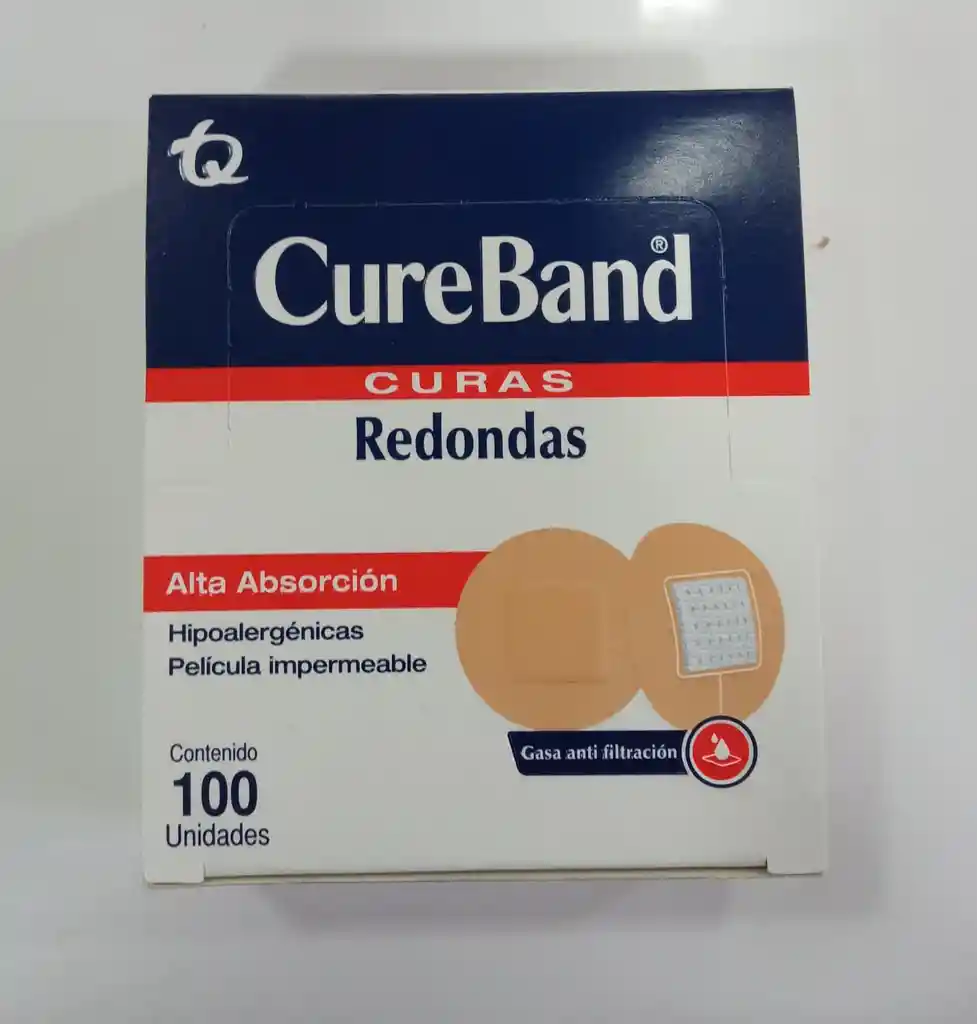 TQ
CureBand®
CURAS
Redondas
Alta Absorción
Hipoalergénicas
Película impermeable
Gasa anti filtración
Contenido
100
Unidades